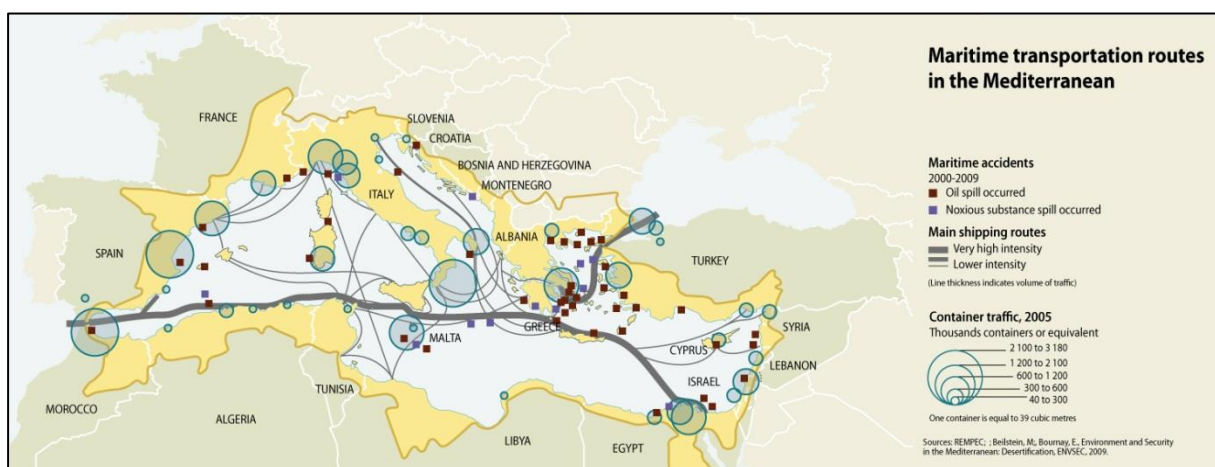 Maritime transportation routes
in the Mediterranean
Maritime accidents
2000-2009
Oil spill occurred
Noxious substance spill occurred
Main shipping routes
Very high intensity
Lower intensity
(Line thickness indicates volume of traffic)
Container traffic, 2005
Thousands containers or equivalent
2 100 to 3 180
1 200 to 2 100
600 to 1 200
300 to 600
40 to 300
One container is equal to 39 cubic metres
Sources: REMPEC; ; Beilstein, M,; Bournay, E., Environment and Security
in the Mediterranean: Desertification, ENVSEC, 2009.
FRANCE
SLOVENIA
CROATIA
BOSNIA AND HERZEGOVINA
MONTENEGRO
ITALY
ALBANIA
SPAIN
TURKEY
GREECE
MALTA
CYPRUS
SYRIA
LEBANON
ISRAEL
TUNISIA
MOROCCO
ALGERIA
LIBYA
EGYPT